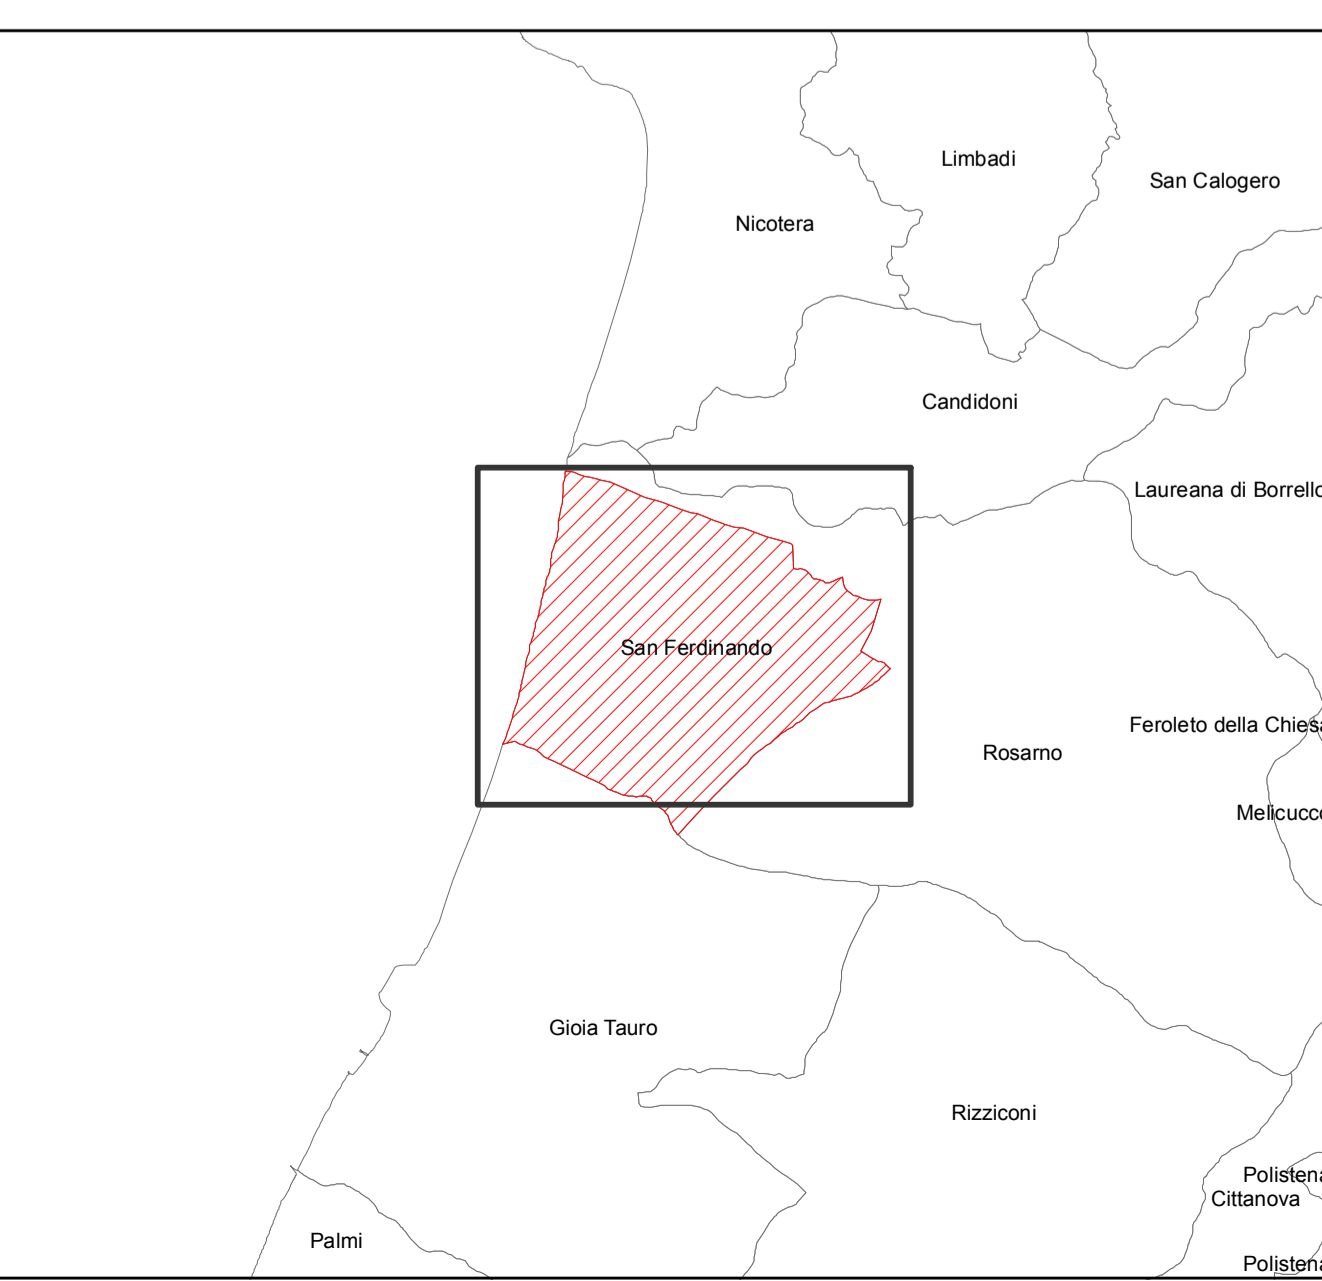 Limbadi
San Calogero
Nicotera
Candidoni
Laureana di Borrello
San Ferdinando
Feroleto della Chiesa
Rosarno
Melicucco
Gioia Tauro
Rizziconi
Polistena
Cittanova
Palmi
Polistena